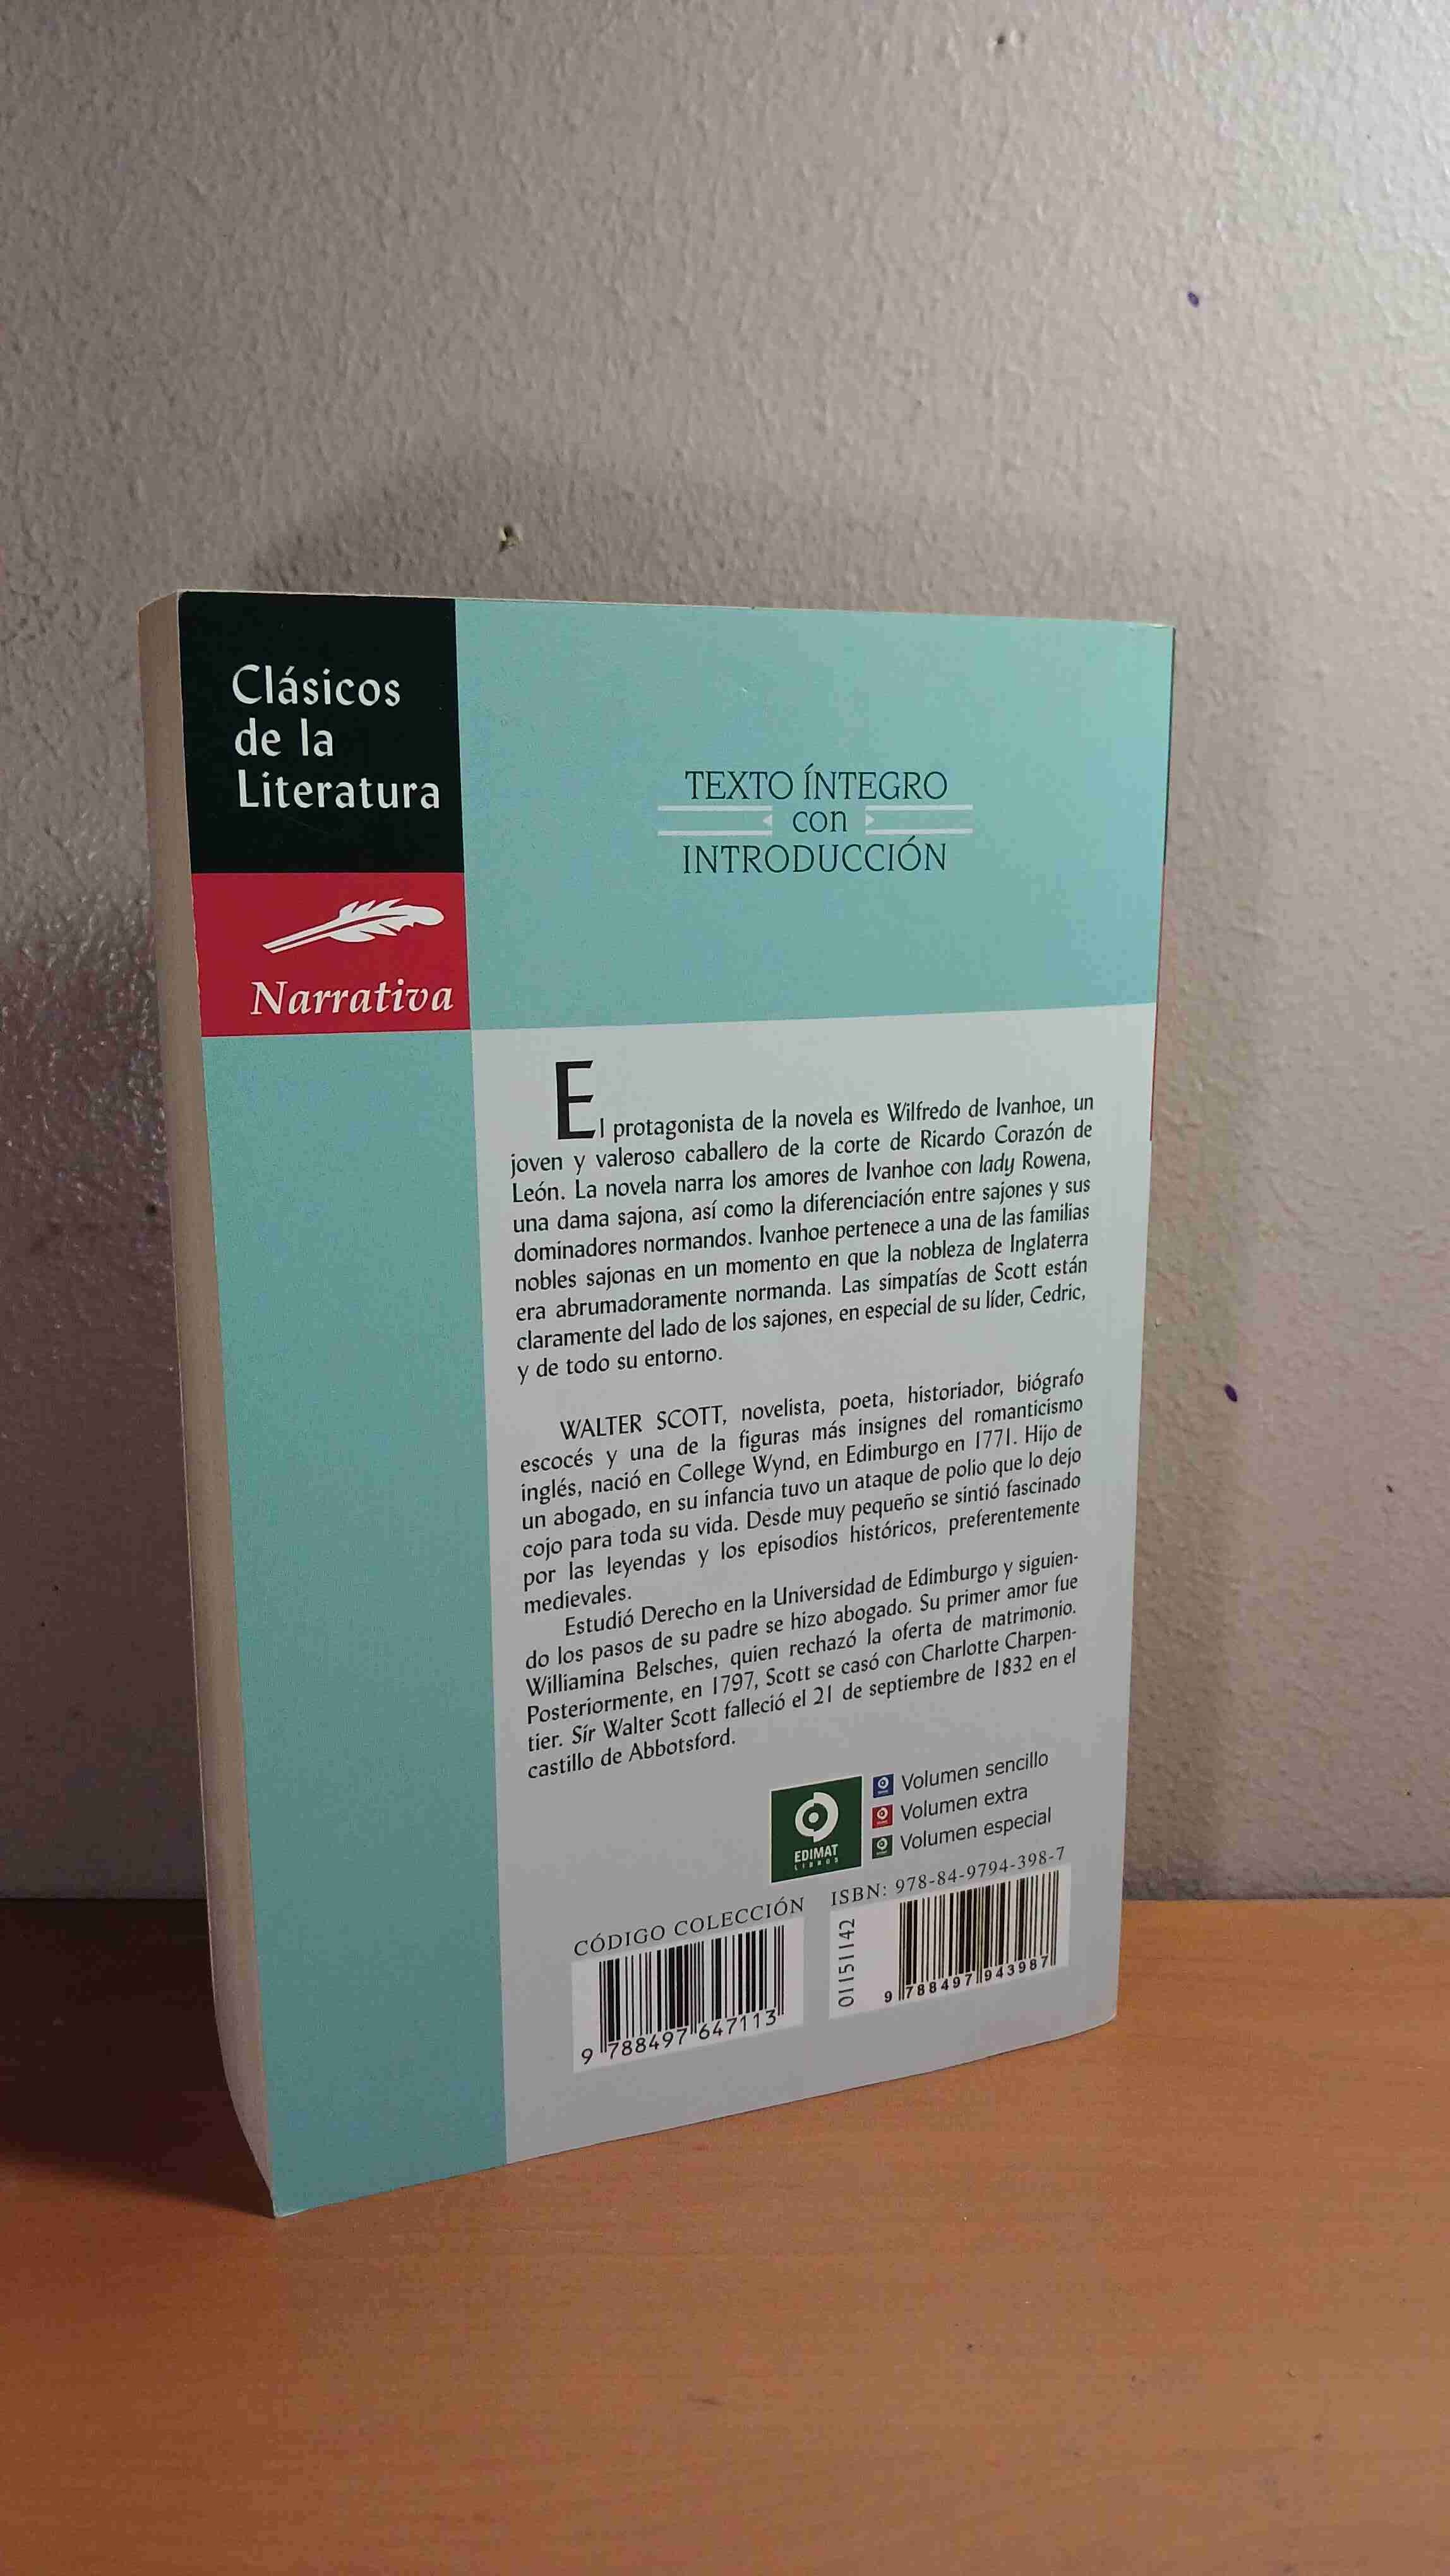 Clásicos
de la
Literatura
Narrativa
TEXTO ÍNTEGRO
con
INTRODUCCIÓN
El protagonista de la novela es Wilfredo de Ivanhoe, un
joven y valeroso caballero de la corte de Ricardo Corazón de
León. La novela narra los amores de Ivanhoe con lady Rowena,
una dama sajona, así como la diferenciación entre sajones y sus
dominadores normandos. Ivanhoe pertenece a una de las familias
nobles sajonas en un momento en que la nobleza de Inglaterra
era abrumadoramente normanda. Las simpatías de Scott están
claramente del lado de los sajones, en especial de su líder, Cedric,
y de todo su entorno.
WALTER SCOTT, novelista, poeta, historiador, biógrafo
escocés y una de la figuras más insignes del romanticismo
inglés, nació en College Wynd, en Edimburgo en 1771. Hijo de
un abogado, en su infancia tuvo un ataque de polio que lo dejo
cojo para toda su vida. Desde muy pequeño se sintió fascinado
por las leyendas y los episodios históricos, preferentemente
medievales.
Estudió Derecho en la Universidad de Edimburgo y siguien-
do los pasos de su padre se hizo abogado. Su primer amor fue
Williamina Belsches, quien rechazó la oferta de matrimonio.
Posteriormente, en 1797, Scott se casó con Charlotte Charpen-
tier. Sír Walter Scott falleció el 21 de septiembre de 1832 en el
castillo de Abbotsford.
EDIMAT
LIBROS
Volumen sencillo
Volumen extra
Volumen especial
CÓDIGO COLECCIÓN
9 788497 647113
ISBN: 978-84-9794-398-7
01151142
9 788497 943987